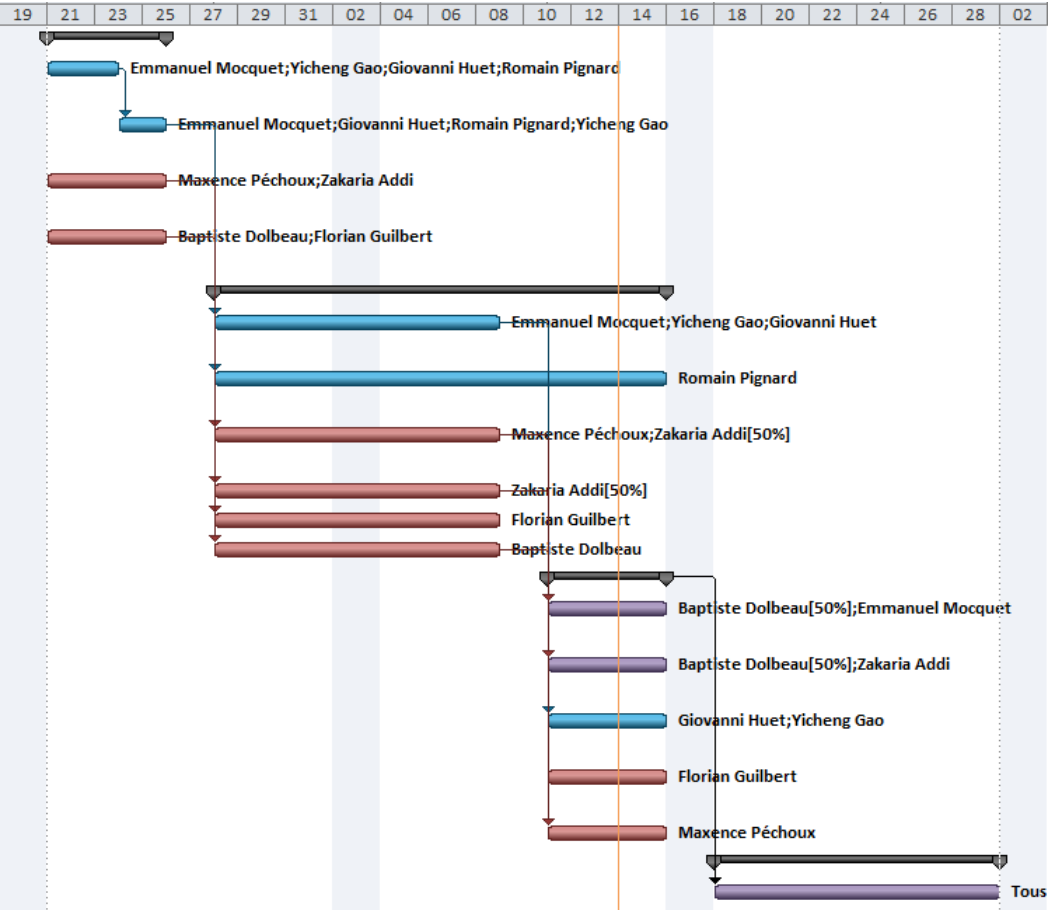 19 21 23 25 27 29 31 02 04 06 08 10 12 14 16 18 20 22 24 26 28 02
Emmanuel Mocquet;Yicheng Gao;Giovanni Huet;Romain Pignard
Emmanuel Mocquet;Giovanni Huet;Romain Pignard;Yicheng Gao
Maxence Péchoux;Zakaria Addi
Baptiste Dolbeau;Florian Guilbert
Emmanuel Mocquet;Yicheng Gao;Giovanni Huet
Romain Pignard
Maxence Péchoux;Zakaria Addi[50%]
Zakaria Addi[50%]
Florian Guilbert
Baptiste Dolbeau
Baptiste Dolbeau[50%];Emmanuel Mocquet
Baptiste Dolbeau[50%];Zakaria Addi
Giovanni Huet;Yicheng Gao
Florian Guilbert
Maxence Péchoux
Tous